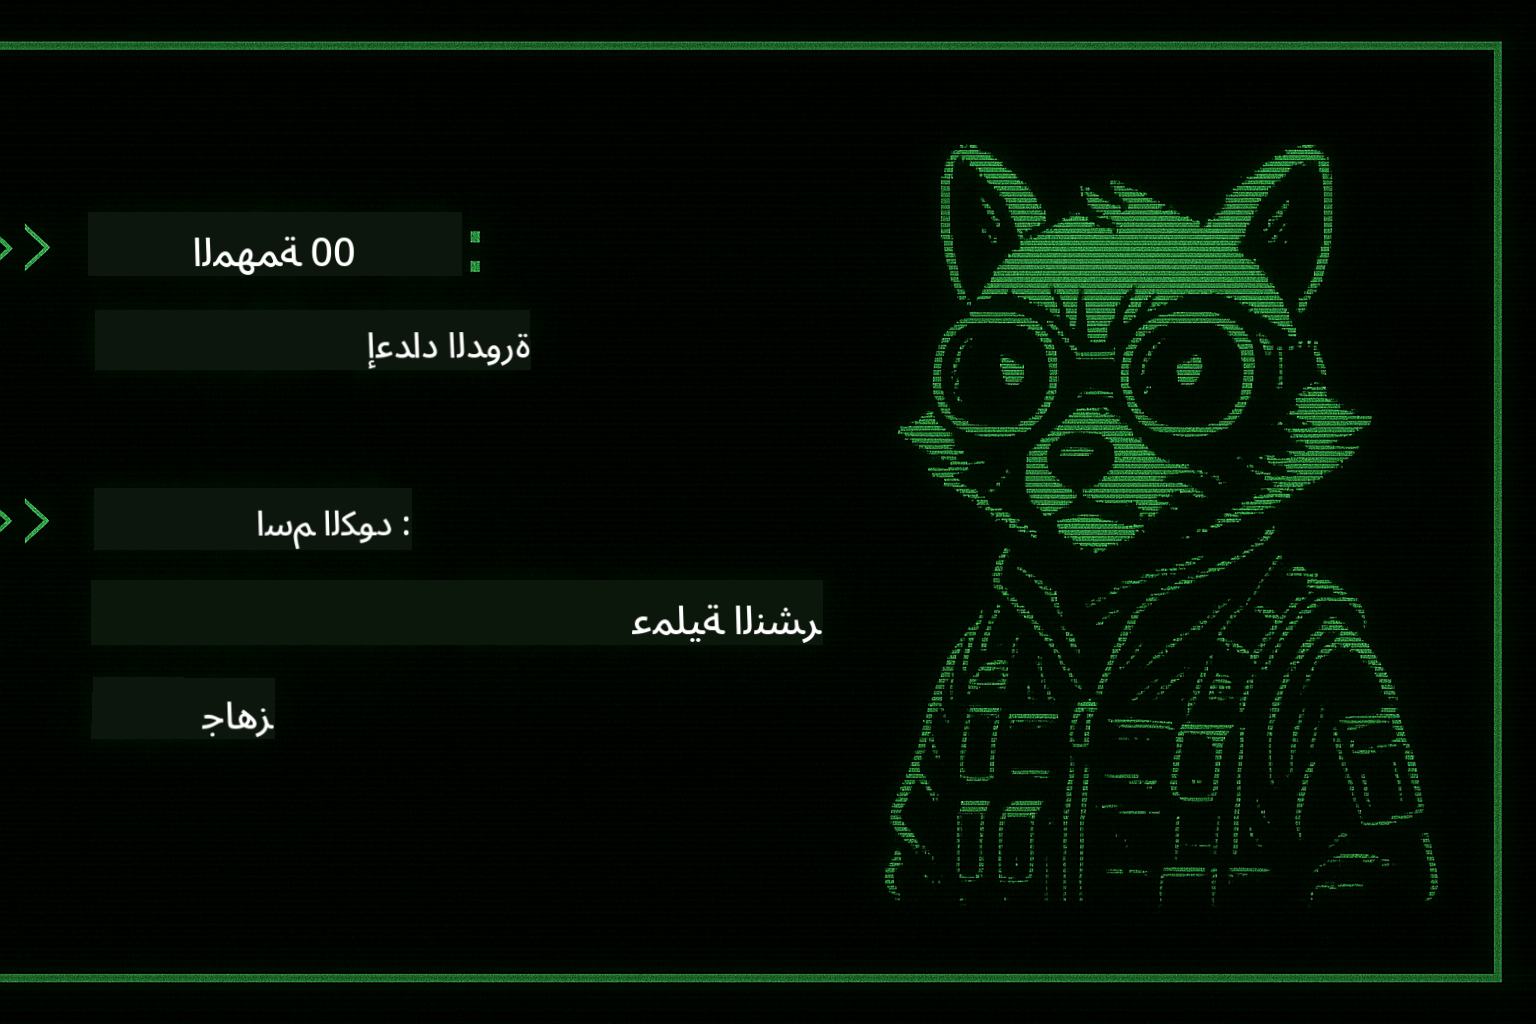 المهمة 00 :
إعداد الدورة
اسم الكود :
عملية النشر
جاهز